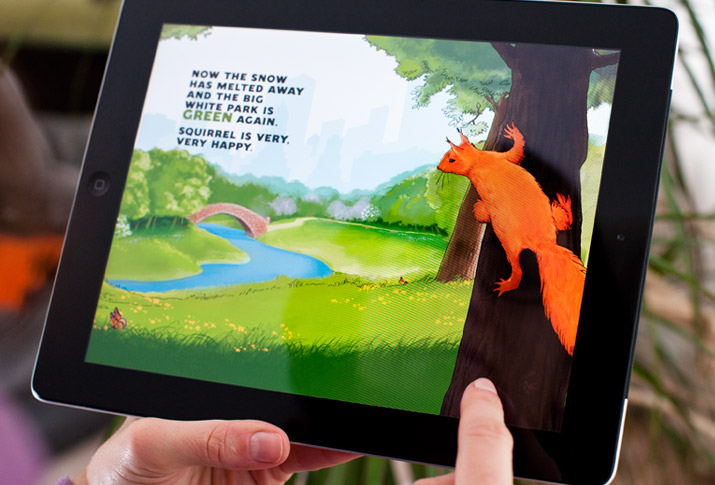 NOW THE SNOW
HAS MELTED AWAY
AND THE BIG
WHITE PARK IS
GREEN AGAIN.
SQUIRREL IS VERY,
VERY HAPPY.